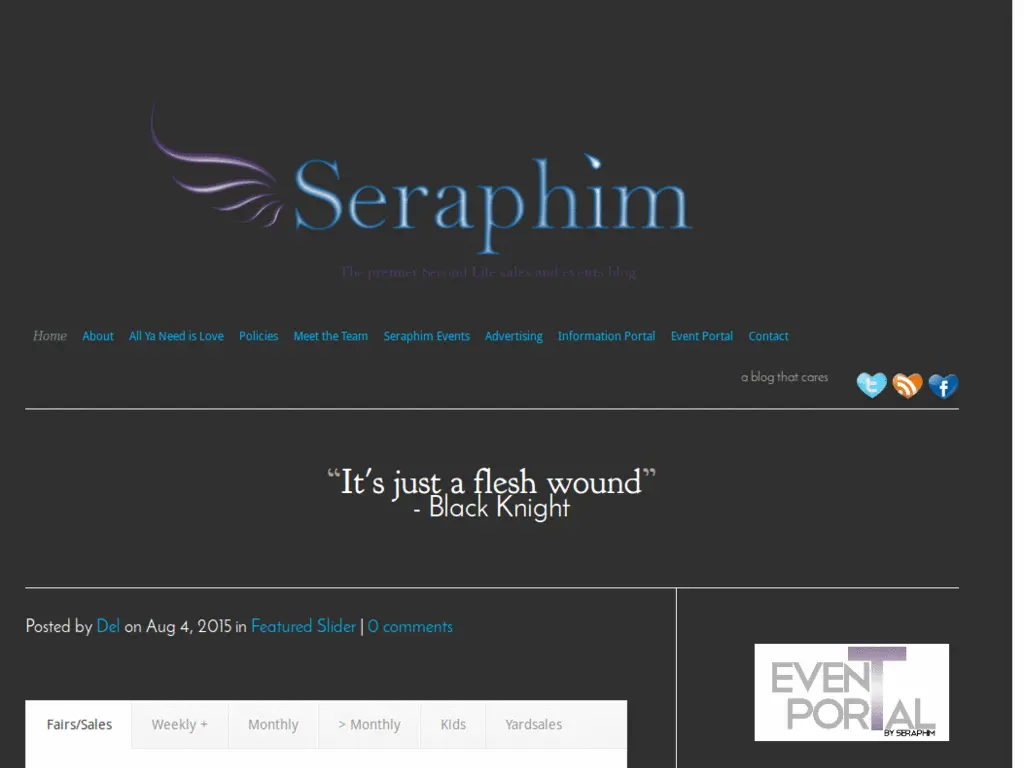 Seraphim
The premier Second Life sales and events blog
Home About All Ya Need is Love Policies Meet the Team Seraphim Events Advertising Information Portal Event Portal Contact
a blog that cares
“It's just a flesh wound”
- Black Knight
Posted by Del on Aug 4, 2015 in Featured Slider | 0 comments
EVENT
PORTAL
BY SERAPHIM
Fairs/Sales Weekly + Monthly > Monthly Kids Yardsales